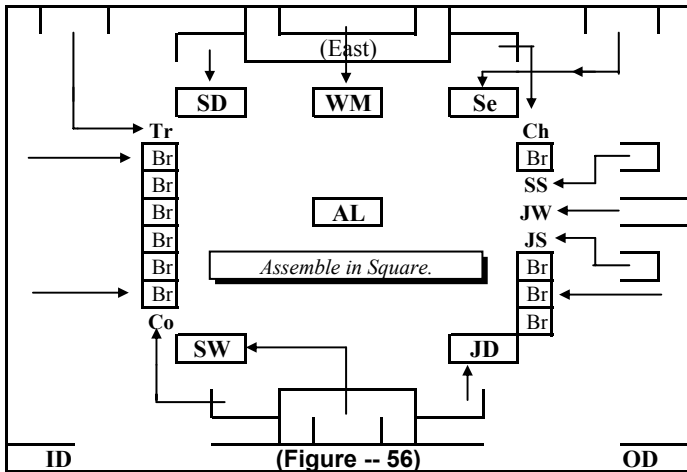 (East)
SD WM Se
Tr Ch
Br Br
Br SS
Br AL JW
Br JS
Br Assemble in Square. Br
Br Br
Co Br
SW JD
ID (Figure -- 56) OD